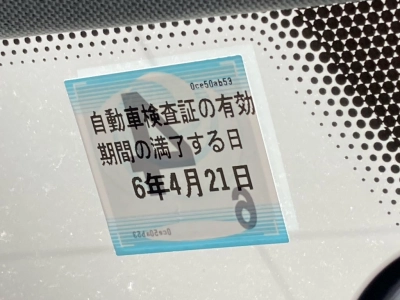 0ce50ab53
自動車検査証の有効
期間の満了する日
6年4月21日